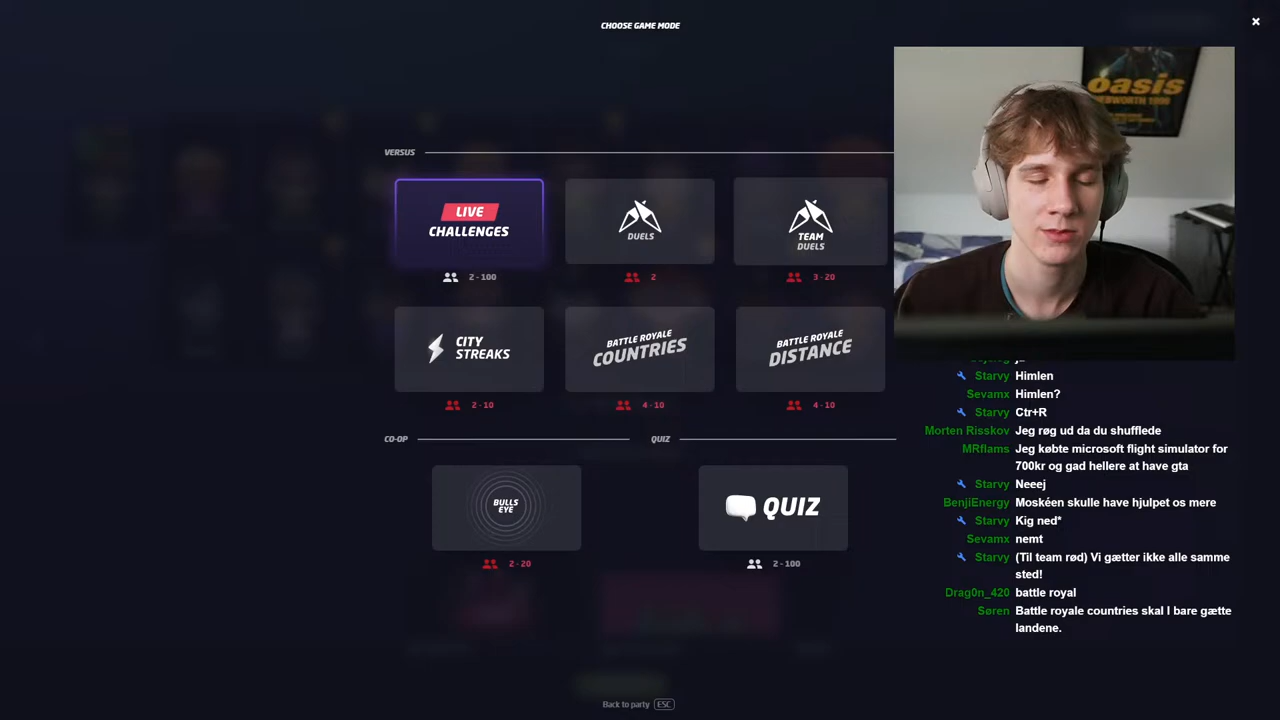 CHOOSE GAME MODE
×
oasis
VERSUS
LIVE
CHALLENGES
DUELS
TEAM
DUELS
2-100
2
3-20
CITY
STREAKS
BATTLE ROYALE
COUNTRIES
BATTLE ROYALE
DISTANCE
2-10
4-10
4-10
CO-OP
QUIZ
BULLS
EYE
QUIZ
2-20
2-100
Back to party ESC
Starvy Himlen
Sevamx Himlen?
Starvy Ctr+R
Morten Risskov Jeg røg ud da du shufflede
MRflams Jeg købte microsoft flight simulator for
700kr og gad hellere at have gta
Starvy Neeej
BenjiEnergy Moskéen skulle have hjulpet os mere
Starvy Kig ned*
Sevamx nemt
Starvy (Til team rød) Vi gætter ikke alle samme
sted!
Drag0n_420 battle royal
Søren Battle royale countries skal I bare gætte
landene.